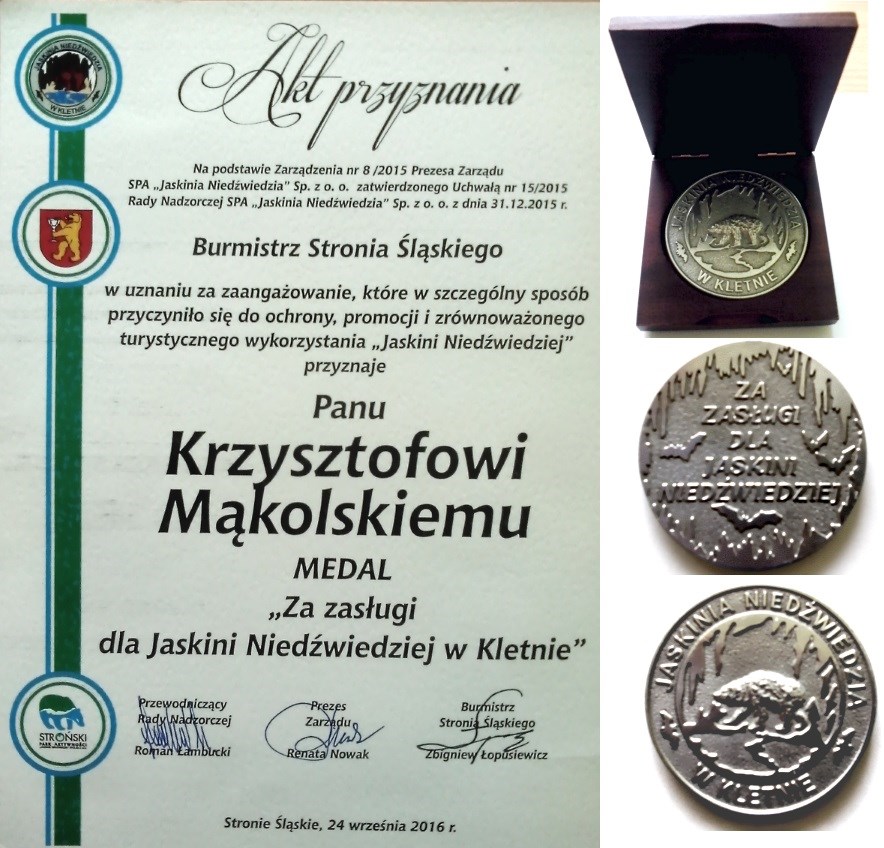 JASKINIA NIEDŹWIEDZIA
W KLETNIE
Akt przyznania
Na podstawie Zarządzenia nr 8 /2015 Prezesa Zarządu
SPA „Jaskinia Niedźwiedzia” Sp. z o. o. zatwierdzonego Uchwałą nr 15/2015
Rady Nadzorczej SPA „Jaskinia Niedźwiedzia” Sp. z o. o. z dnia 31.12.2015 r.
Burmistrz Stronia Śląskiego
w uznaniu za zaangażowanie, które w szczególny sposób
przyczyniło się do ochrony, promocji i zrównoważonego
turystycznego wykorzystania „Jaskini Niedźwiedziej”
przyznaje
Panu
Krzysztofowi
Mąkolskiemu
MEDAL
„Za zasługi
dla Jaskini Niedźwiedziej w Kletnie”
STROŃSKI
PARK AKTYWNOŚCI
Przewodniczący
Rady Nadzorczej
Roman Łambucki
Prezes
Zarządu
Renata Nowak
Burmistrz
Stronia Śląskiego
Zbigniew Łopusiewicz
Stronie Śląskie, 24 września 2016 r.
JASKINIA NIEDŹWIEDZIA
W KLETNIE
ZA
ZASŁUGI
DLA
JASKINI
NIEDŹWIEDZIEJ
JASKINIA NIEDŹWIEDZIA
W KLETNIE